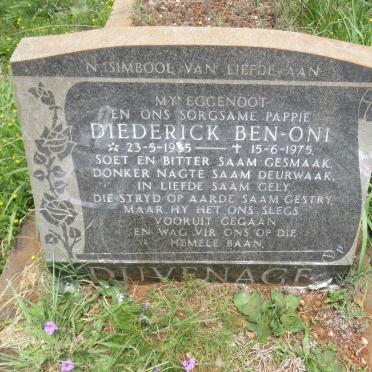 'N SIMBOOL VAN LIEFDE AAN
MY EGGENOOT
EN ONS SORGSAME PAPPIE
DIEDERICK BEN-ONI
☆ 23-5-1935 — † 15-6-1975
SOET EN BITTER SAAM GESMAAK,
DONKER NAGTE SAAM DEURWAAK,
IN LIEFDE SAAM GELY,
DIE STRYD OP AARDE SAAM GESTRY,
MAAR HY HET ONS SLEGS
VOORUIT GEGAAN
EN WAG VIR ONS OP DIE
HEMELE BAAN.
DUVENAGE